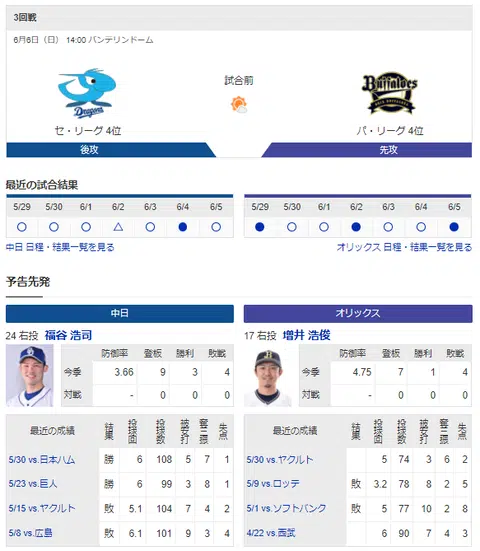 3回戦
6月6日（日） 14:00 バンテリンドーム
試合前
Dragons
Buffaloes
セ・リーグ 4位
パ・リーグ 4位
後攻
先攻
最近の試合結果
5/29 5/30 6/1 6/2 6/3 6/4 6/5
○ ○ ○ △ ○ ● ○
中日 日程・結果一覧を見る
5/29 5/30 6/1 6/2 6/3 6/4 6/5
● ○ ○ ● ○ ○ ●
オリックス 日程・結果一覧を見る
予告先発
中日
24 右投 福谷 浩司
防御率 登板 勝利 敗戦
今季 3.66 9 3 4
対戦 - 0 0 0
最近の成績 結果 投球回 投球数 被安打 奪三振 失点
5/30 vs.日本ハム 勝 6 108 5 7 1
5/23 vs.巨人 勝 6 99 3 8 1
5/15 vs.ヤクルト 敗 5.1 104 7 4 2
5/8 vs.広島 敗 6.1 101 9 3 4
オリックス
17 右投 増井 浩俊
防御率 登板 勝利 敗戦
今季 4.75 7 1 4
対戦 - 0 0 0
最近の成績 結果 投球回 投球数 被安打 奪三振 失点
5/30 vs.ヤクルト 5 74 3 6 2
5/9 vs.ロッテ 敗 3.2 78 8 2 5
5/1 vs.ソフトバンク 敗 5 77 10 2 8
4/22 vs.西武 6 90 7 4 3